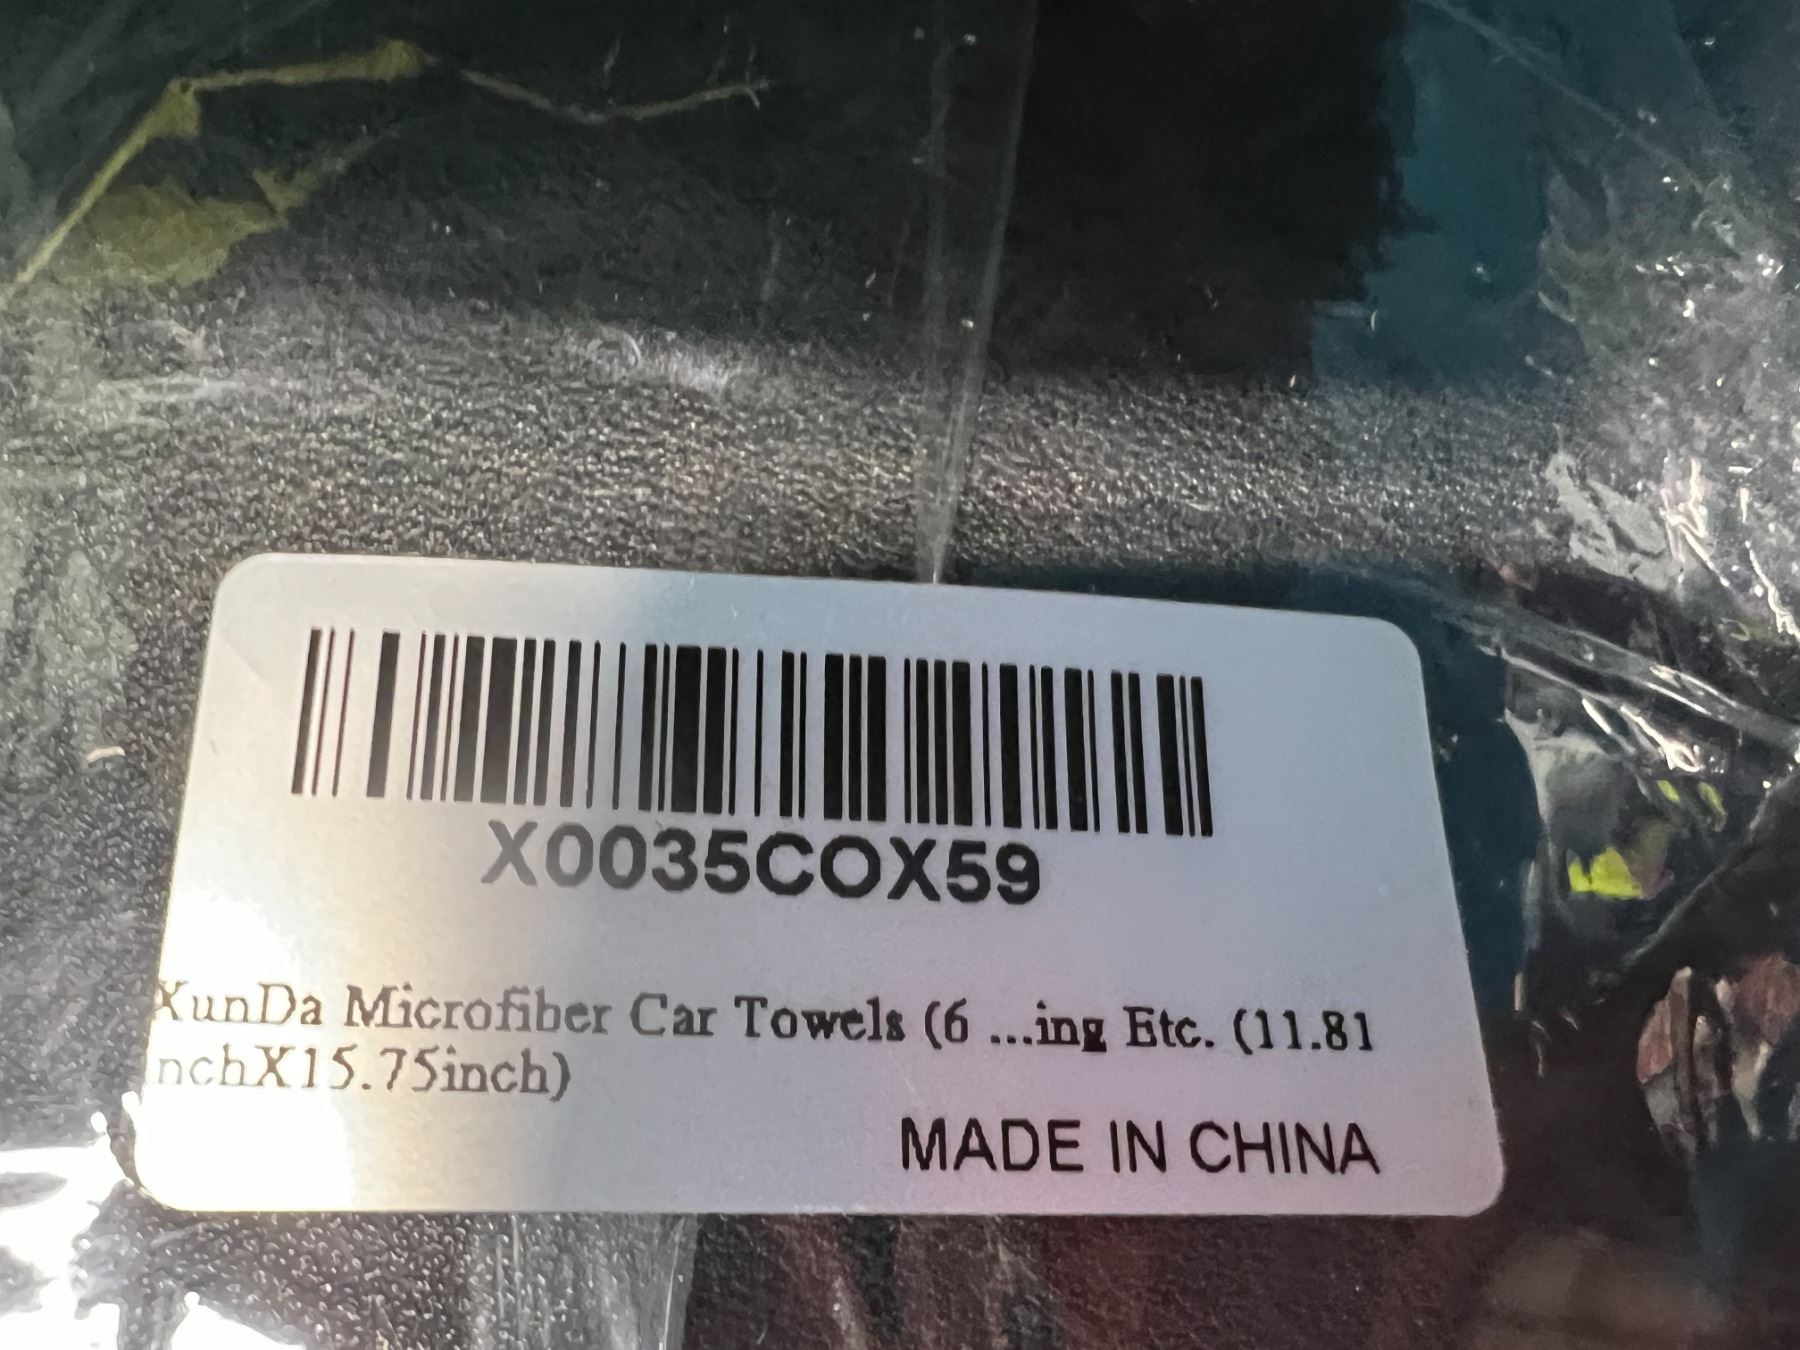 X0035COX59
XunDa Microfiber Car Towels (6 ...ing Etc. (11.81
nchX15.75inch)
MADE IN CHINA